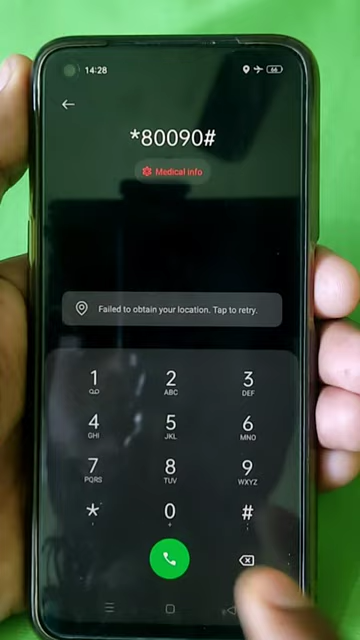 14:28
66
*80090#
Medical info
Failed to obtain your location. Tap to retry.
1
2 ABC
3 DEF
4 GHI
5 JKL
6 MNO
7 PQRS
8 TUV
9 WXYZ
*
0 +
#